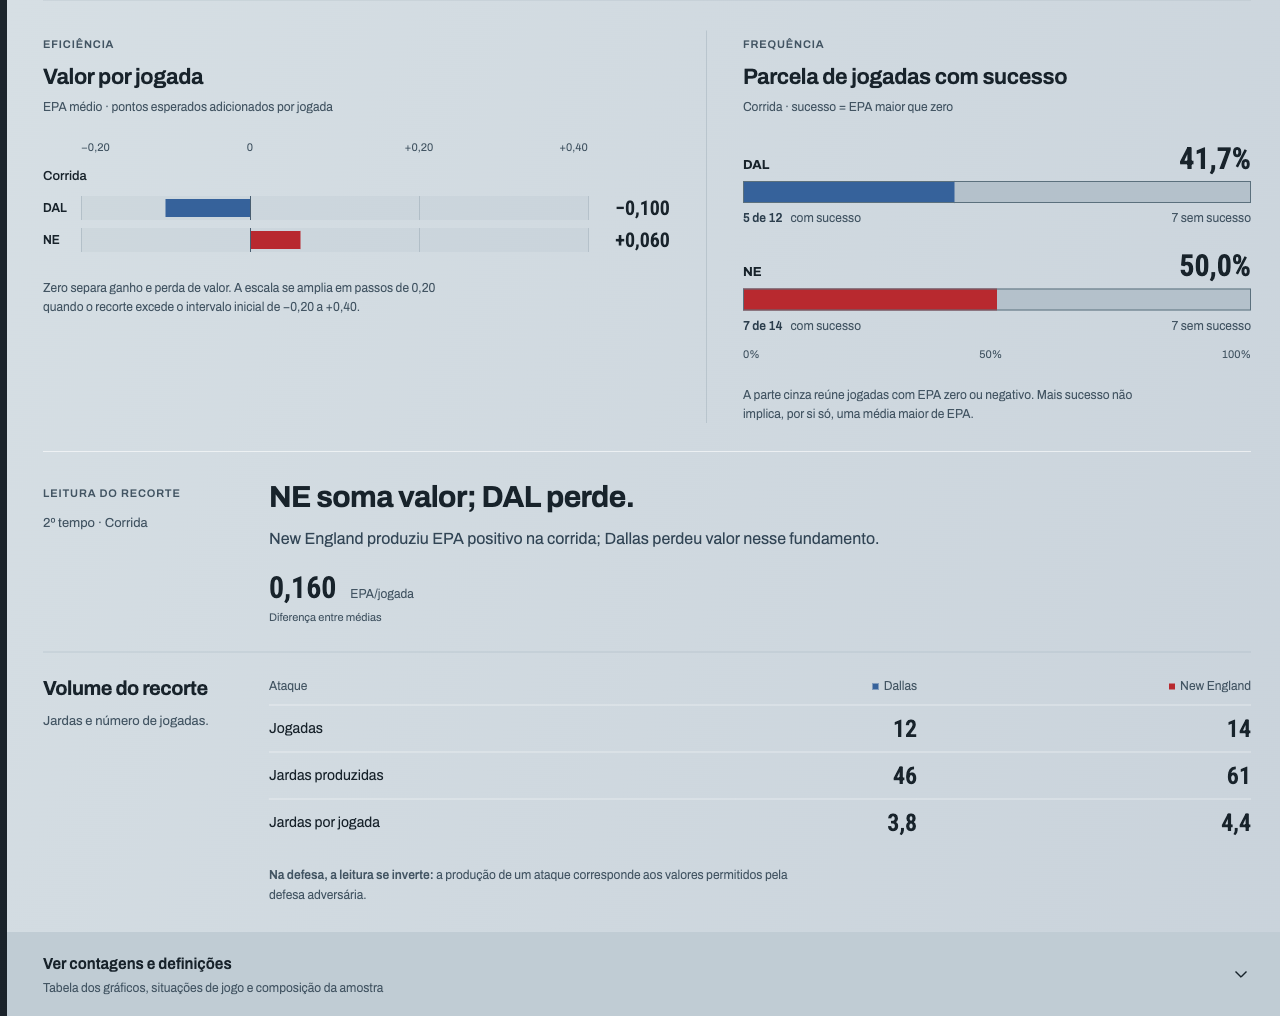 EFICIÊNCIA
Valor por jogada
EPA médio · pontos esperados adicionados por jogada
−0,20 0 +0,20 +0,40
Corrida
DAL −0,100
NE +0,060
Zero separa ganho e perda de valor. A escala se amplia em passos de 0,20
quando o recorte excede o intervalo inicial de −0,20 a +0,40.
FREQUÊNCIA
Parcela de jogadas com sucesso
Corrida · sucesso = EPA maior que zero
DAL 41,7%
5 de 12 com sucesso 7 sem sucesso
NE 50,0%
7 de 14 com sucesso 7 sem sucesso
0% 50% 100%
A parte cinza reúne jogadas com EPA zero ou negativo. Mais sucesso não
implica, por si só, uma média maior de EPA.
LEITURA DO RECORTE
2º tempo · Corrida
NE soma valor; DAL perde.
New England produziu EPA positivo na corrida; Dallas perdeu valor nesse fundamento.
0,160 EPA/jogada
Diferença entre médias
Volume do recorte
Jardas e número de jogadas.
Ataque Dallas New England
Jogadas 12 14
Jardas produzidas 46 61
Jardas por jogada 3,8 4,4
Na defesa, a leitura se inverte: a produção de um ataque corresponde aos valores permitidos pela
defesa adversária.
Ver contagens e definições
Tabela dos gráficos, situações de jogo e composição da amostra